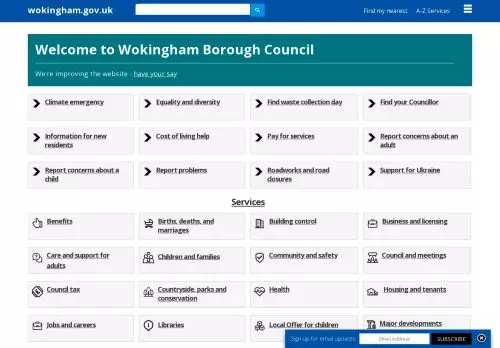 wokingham.gov.uk
Find my nearest
A-Z Services
Welcome to Wokingham Borough Council
We're improving the website - have your say
Climate emergency
Equality and diversity
Find waste collection day
Find your Councillor
Information for new
residents
Cost of living help
Pay for services
Report concerns about an
adult
Report concerns about a
child
Report problems
Roadworks and road
closures
Support for Ukraine
Services
Benefits
Births, deaths, and
marriages
Building control
Business and licensing
Care and support for
adults
Children and families
Community and safety
Council and meetings
Council tax
Countryside, parks and
conservation
Health
Housing and tenants
Jobs and careers
Libraries
Local Offer for children
Major developments
Sign up for email updates
Email Address
SUBSCRIBE